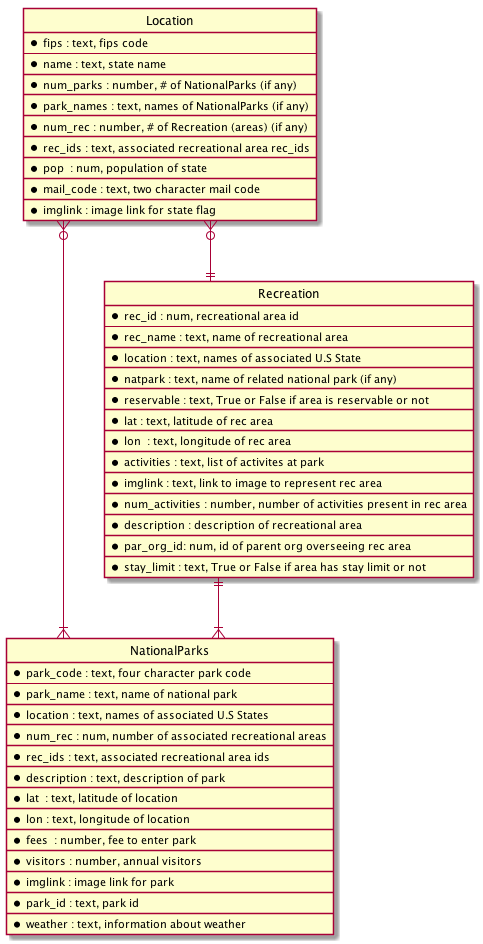 Location
fips : text, fips code
name : text, state name
num_parks : number, # of NationalParks (if any)
park_names : text, names of NationalParks (if any)
num_rec : number, # of Recreation (areas) (if any)
rec_ids : text, associated recreational area rec_ids
pop : num, population of state
mail_code : text, two character mail code
imglink : image link for state flag
Recreation
rec_id : num, recreational area id
rec_name : text, name of recreational area
location : text, names of associated U.S State
natpark : text, name of related national park (if any)
reservable : text, True or False if area is reservable or not
lat : text, latitude of rec area
lon : text, longitude of rec area
activities : text, list of activites at park
imglink : text, link to image to represent rec area
num_activities : number, number of activities present in rec area
description : description of recreational area
par_org_id: num, id of parent org overseeing rec area
stay_limit : text, True or False if area has stay limit or not
NationalParks
park_code : text, four character park code
park_name : text, name of national park
location : text, names of associated U.S States
num_rec : num, number of associated recreational areas
rec_ids : text, associated recreational area ids
description : text, description of park
lat : text, latitude of location
lon : text, longitude of location
fees : number, fee to enter park
visitors : number, annual visitors
imglink : image link for park
park_id : text, park id
weather : text, information about weather